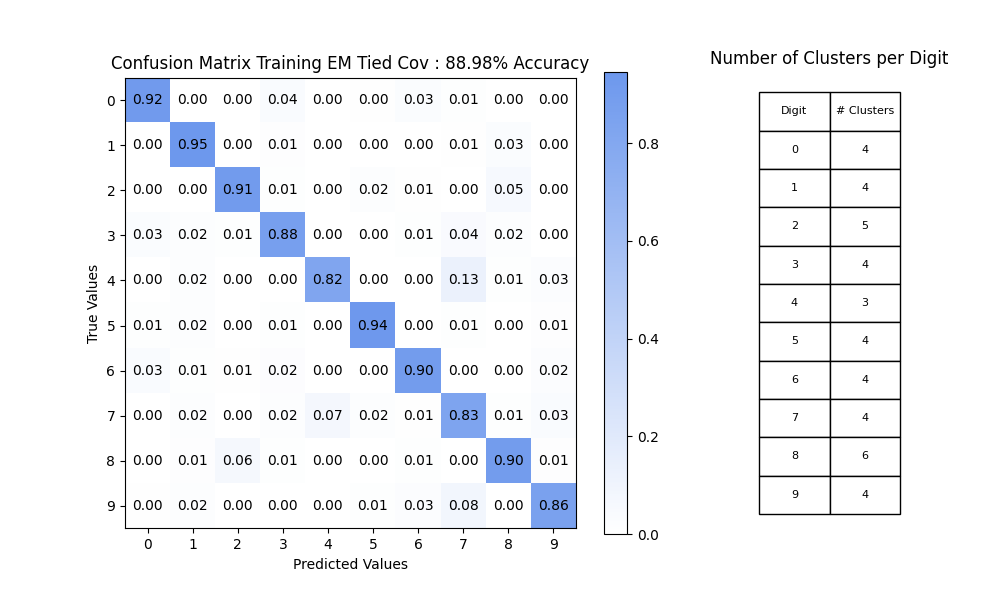 Confusion Matrix Training EM Tied Cov : 88.98% Accuracy
True Values
0 0.92 0.00 0.00 0.04 0.00 0.00 0.03 0.01 0.00 0.00
1 0.00 0.95 0.00 0.01 0.00 0.00 0.00 0.01 0.03 0.00
2 0.00 0.00 0.91 0.01 0.00 0.02 0.01 0.00 0.05 0.00
3 0.03 0.02 0.01 0.88 0.00 0.00 0.01 0.04 0.02 0.00
4 0.00 0.02 0.00 0.00 0.82 0.00 0.00 0.13 0.01 0.03
5 0.01 0.02 0.00 0.01 0.00 0.94 0.00 0.01 0.00 0.01
6 0.03 0.01 0.01 0.02 0.00 0.00 0.90 0.00 0.00 0.02
7 0.00 0.02 0.00 0.02 0.07 0.02 0.01 0.83 0.01 0.03
8 0.00 0.01 0.06 0.01 0.00 0.00 0.01 0.00 0.90 0.01
9 0.00 0.02 0.00 0.00 0.00 0.01 0.03 0.08 0.00 0.86
0 1 2 3 4 5 6 7 8 9
Predicted Values
0.8
0.6
0.4
0.2
0.0
Number of Clusters per Digit
Digit # Clusters
0 4
1 4
2 5
3 4
4 3
5 4
6 4
7 4
8 6
9 4